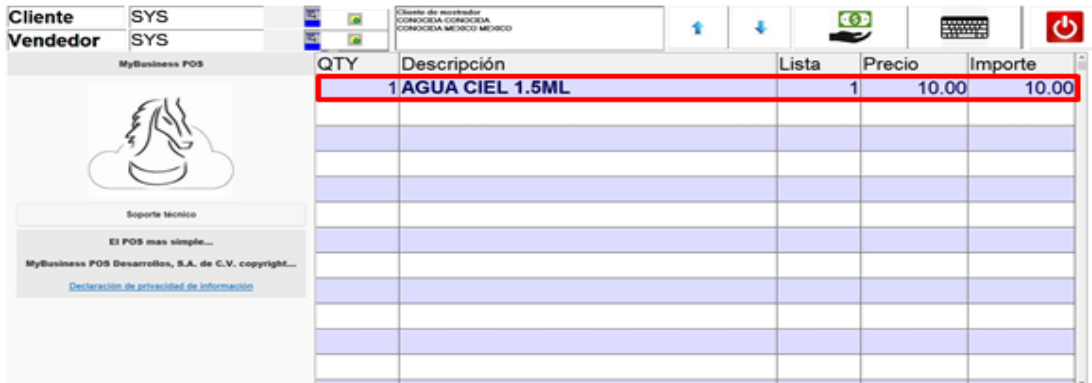 Cliente SYS
Vendedor SYS
Cliente de mostrador
CONOCIDA CONOCIDA,
CONOCIDA MEXICO MEXICO
MyBusiness POS
Soporte técnico
El POS mas simple...
MyBusiness POS Desarrollos, S.A. de C.V. copyright...
Declaración de privacidad de información
QTY Descripción Lista Precio Importe
1 AGUA CIEL 1.5ML 1 10.00 10.00